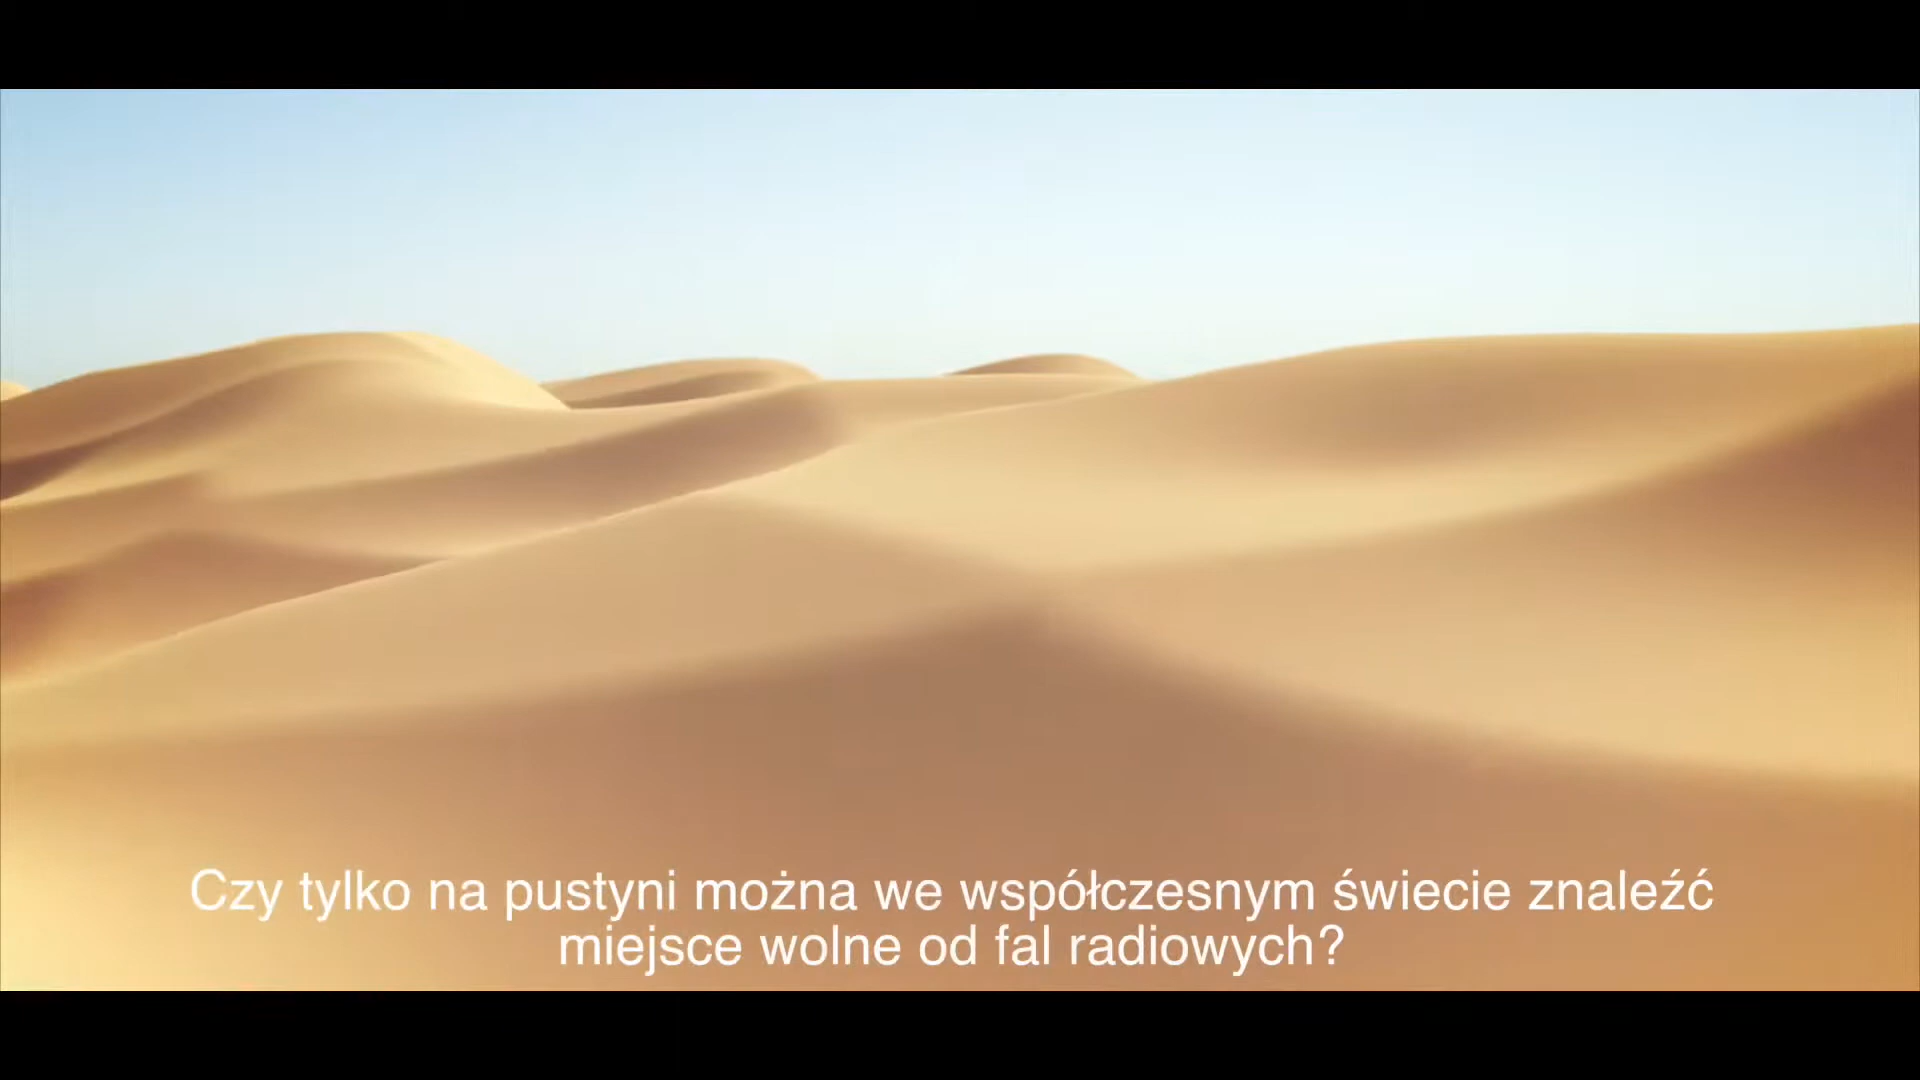 Czy tylko na pustyni można we współczesnym świecie znaleźć
miejsce wolne od fal radiowych?